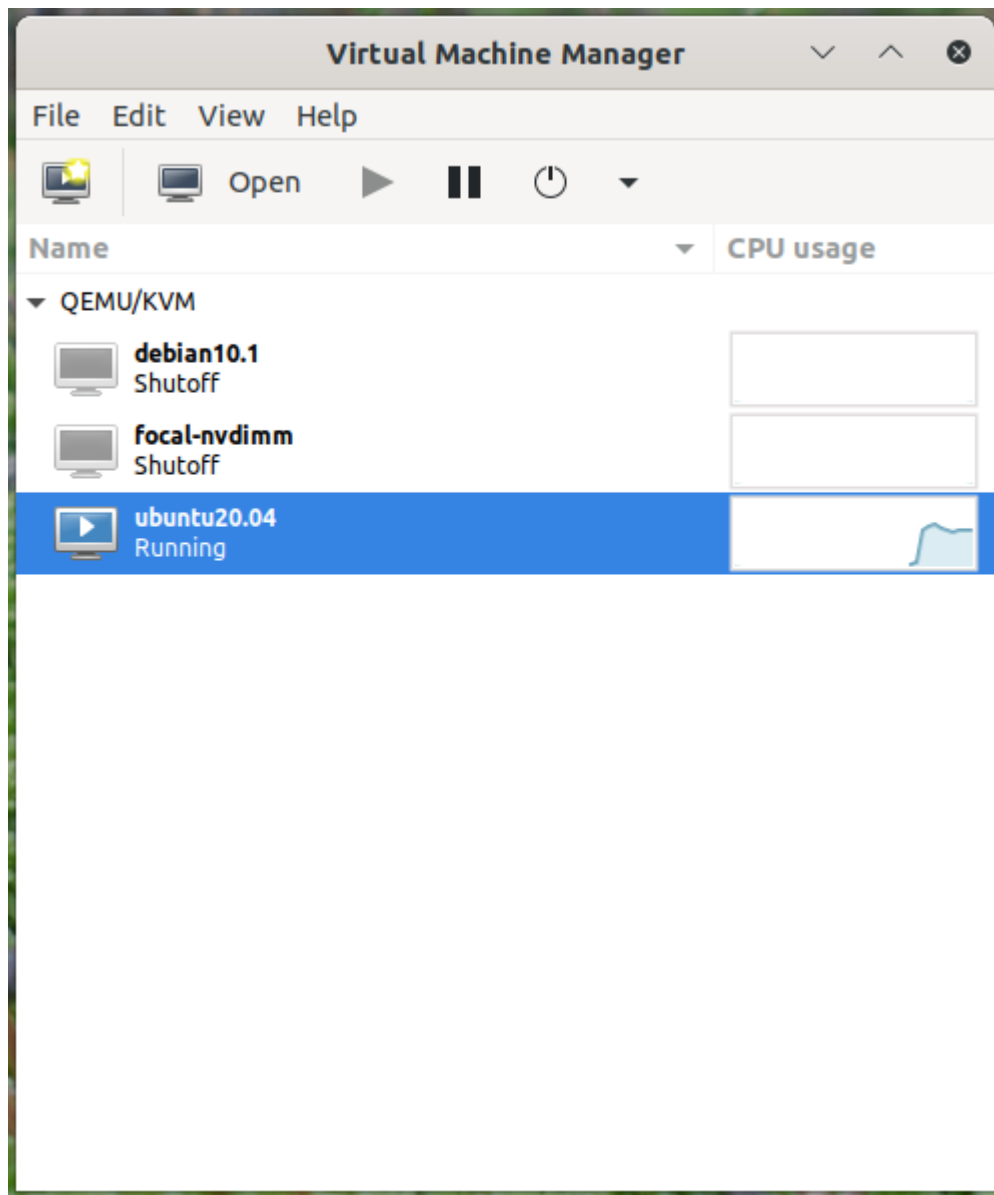 Virtual Machine Manager
File Edit View Help
Open
Name CPU usage
QEMU/KVM
debian10.1
Shutoff
focal-nvdimm
Shutoff
ubuntu20.04
Running